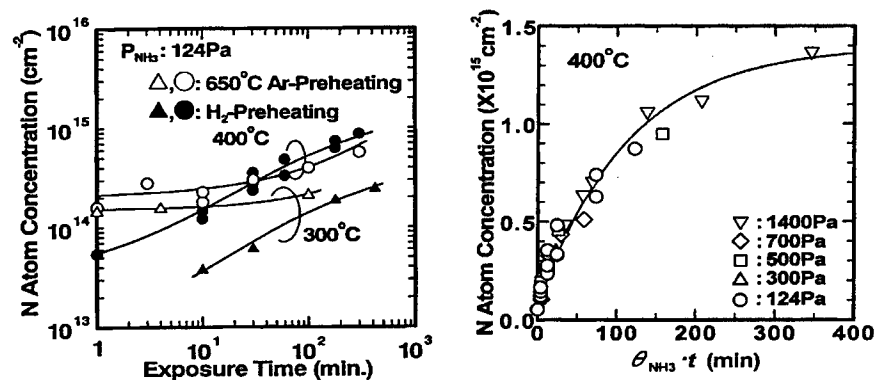 10^16
10^15
10^14
10^13
N Atom Concentration (cm^-2)
P_NH3 : 124Pa
△,○: 650°C Ar-Preheating
▲,●: H2-Preheating
400°C
300°C
1
10^1
10^2
10^3
Exposure Time (min.)
1.5
1.0
0.5
0.0
N Atom Concentration (X10^15 cm^-2)
400°C
▽ : 1400Pa
◇ : 700Pa
□ : 500Pa
△ : 300Pa
○ : 124Pa
0
100
200
300
400
θ_NH3 · t (min)